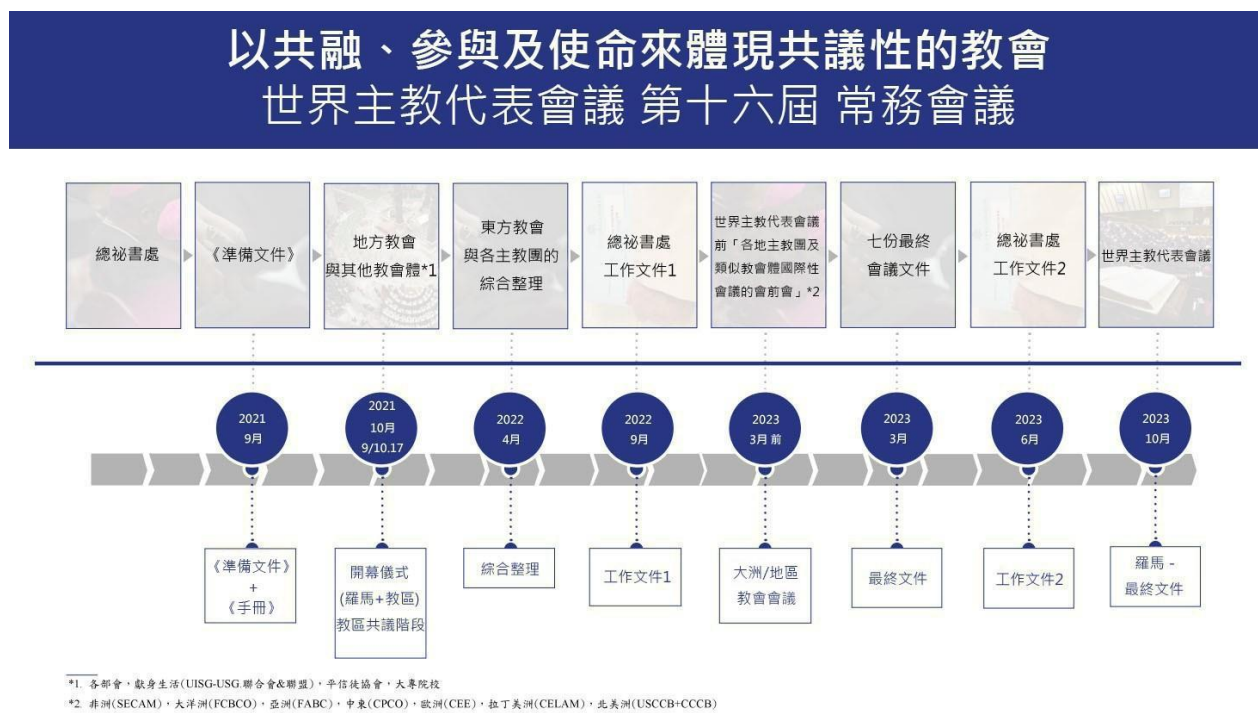 以共融、參與及使命來體現共議性的教會
世界主教代表會議 第十六屆 常務會議
總祕書處
《準備文件》
地方教會
與其他教會體*1
東方教會
與各主教團的
綜合整理
總祕書處
工作文件1
世界主教代表會議
前「各地主教團及
類似教會體國際性
會議的會前會」*2
七份最終
會議文件
總祕書處
工作文件2
世界主教代表會議
2021
9月
2021
10月
9/10.17
2022
4月
2022
9月
2023
3月 前
2023
3月
2023
6月
2023
10月
《準備文件》
+
《手冊》
開幕儀式
(羅馬+教區)
教區共議階段
綜合整理
工作文件1
大洲/地區
教會會議
最終文件
工作文件2
羅馬 -
最終文件
*1. 各部會，獻身生活(UISG-USG.聯合會&聯盟)，平信徒協會，大專院校
*2. 非洲(SECAM)，大洋洲(FCBCO)，亞洲(FABC)，中東(CPCO)，歐洲(CEE)，拉丁美洲(CELAM)，北美洲(USCCB+CCCB)